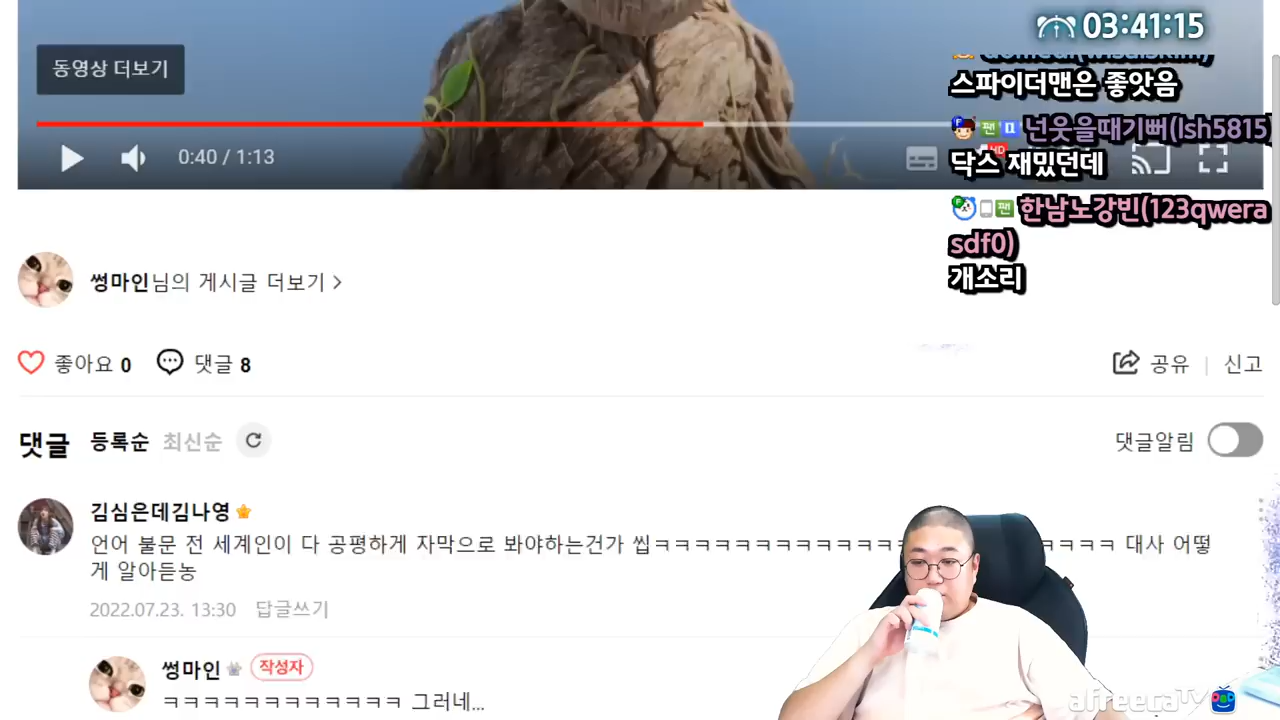 03:41:15
동영상 더보기
스파이더맨은 좋앗음
팬 넌웃을때기뻐(lsh5815)
0:40 / 1:13
HD
닥스 재밌던데
팬 한남노강빈(123qwera
sdf0)
개소리
썽마인님의 게시글 더보기 >
좋아요 0 댓글 8
공유 | 신고
댓글 등록순 최신순
댓글알림
김심은데김나영
언어 불문 전 세계인이 다 공평하게 자막으로 봐야하는건가 씹ㅋㅋㅋㅋㅋㅋㅋㅋㅋㅋㅋㅋ ㅋㅋㅋㅋ 대사 어떻
게 알아듣농
2022.07.23. 13:30 답글쓰기
썽마인 작성자
ㅋㅋㅋㅋㅋㅋㅋㅋㅋㅋㅋㅋ 그러네...
afreecaTV